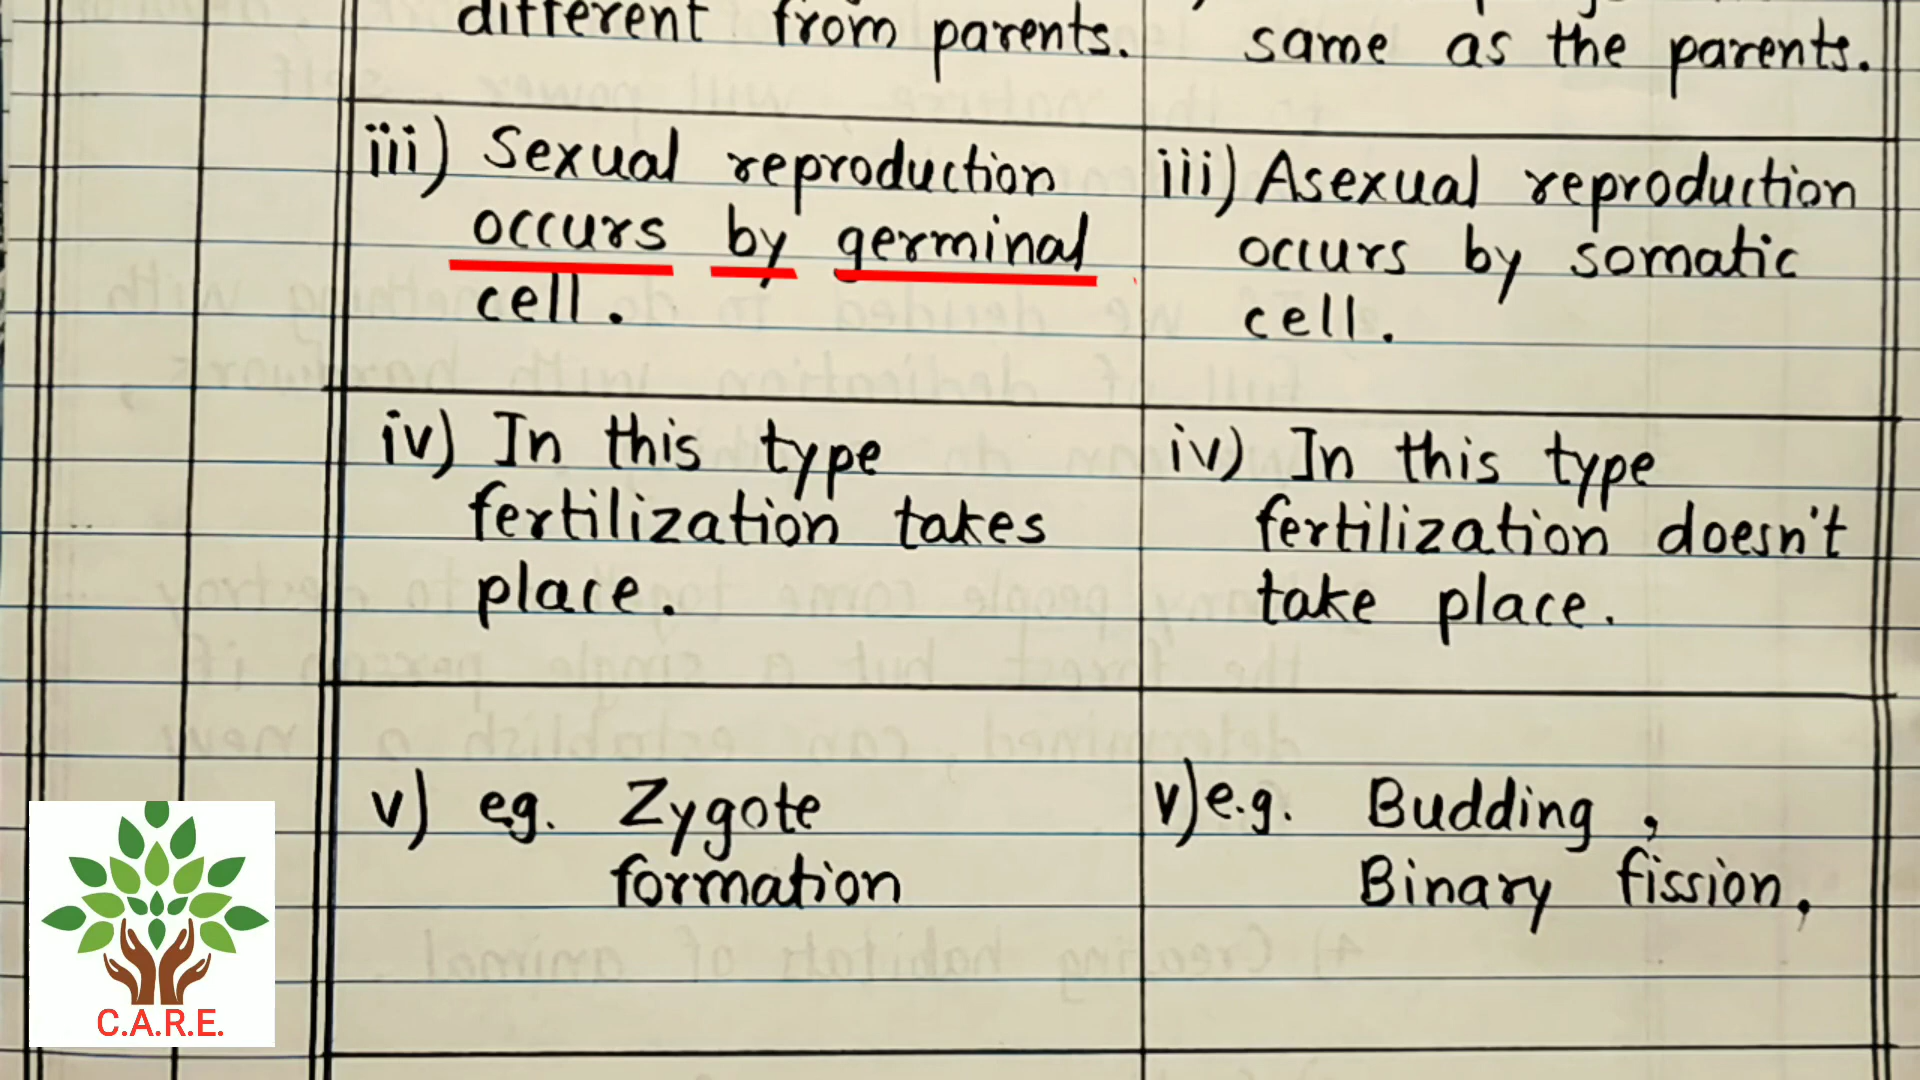 different from parents.
same as the parents.
iii) Sexual reproduction
occurs by germinal
cell.
iii) Asexual reproduction
occurs by somatic
cell.
iv) In this type
fertilization takes
place.
iv) In this type
fertilization doesn't
take place.
v) eg. Zygote
formation
v) e.g. Budding,
Binary fission,
C.A.R.E.